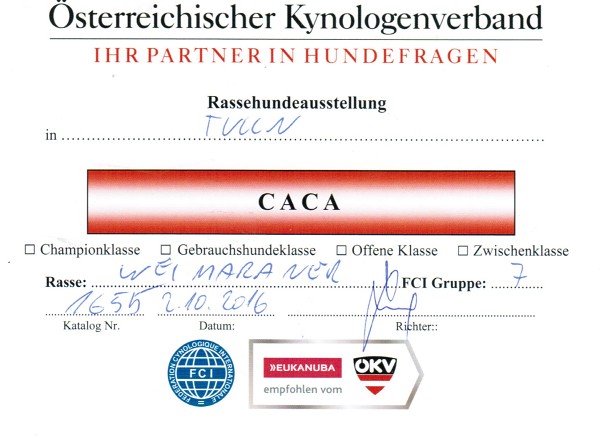 Österreichischer Kynologenverband
IHR PARTNER IN HUNDEFRAGEN
Rassehundeausstellung
in TULLN
CACA
☐ Championklasse ☐ Gebrauchshundeklasse ☐ Offene Klasse ☐ Zwischenklasse
Rasse: WEIMARANER FCI Gruppe: 7
1655 2.10.2016
Katalog Nr. Datum: Richter::
FEDERATION CYNOLOGIQUE INTERNATIONALE
FCI
»EUKANUBA
ÖKV
empfohlen vom